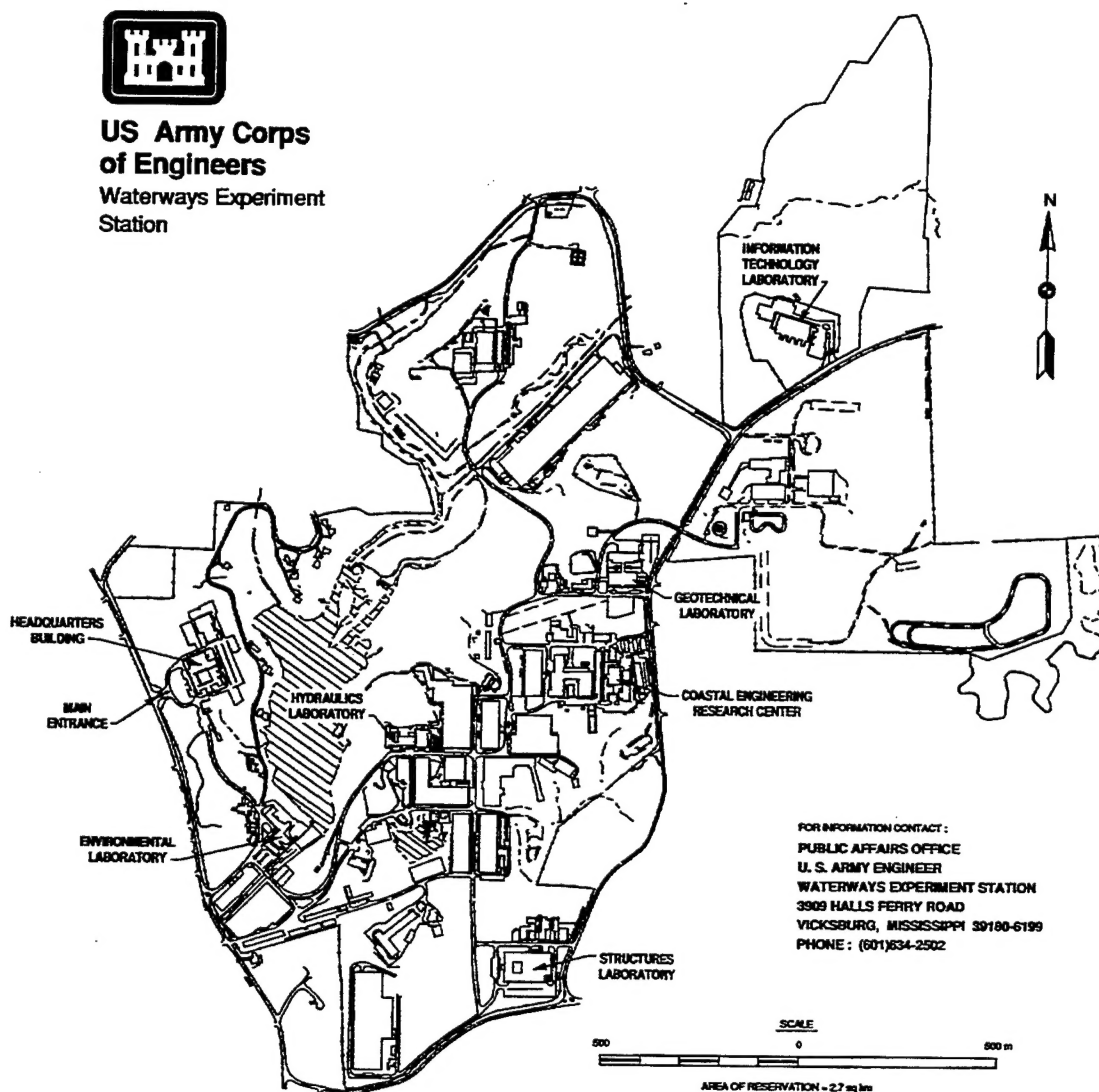 US Army Corps
of Engineers
Waterways Experiment
Station
N
INFORMATION
TECHNOLOGY
LABORATORY
GEOTECHNICAL
LABORATORY
HEADQUARTERS
BUILDING
MAIN
ENTRANCE
HYDRAULICS
LABORATORY
COASTAL ENGINEERING
RESEARCH CENTER
ENVIRONMENTAL
LABORATORY
STRUCTURES
LABORATORY
FOR INFORMATION CONTACT :
PUBLIC AFFAIRS OFFICE
U. S. ARMY ENGINEER
WATERWAYS EXPERIMENT STATION
3909 HALLS FERRY ROAD
VICKSBURG, MISSISSIPPI 39180-6199
PHONE : (601)634-2502
SCALE
500 0 500 m
AREA OF RESERVATION = 2.7 sq km